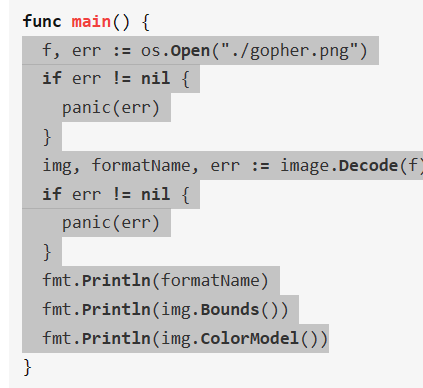 func main() {
  f, err := os.Open("./gopher.png")
  if err != nil {
    panic(err)
  }
  img, formatName, err := image.Decode(f)
  if err != nil {
    panic(err)
  }
  fmt.Println(formatName)
  fmt.Println(img.Bounds())
  fmt.Println(img.ColorModel())
}